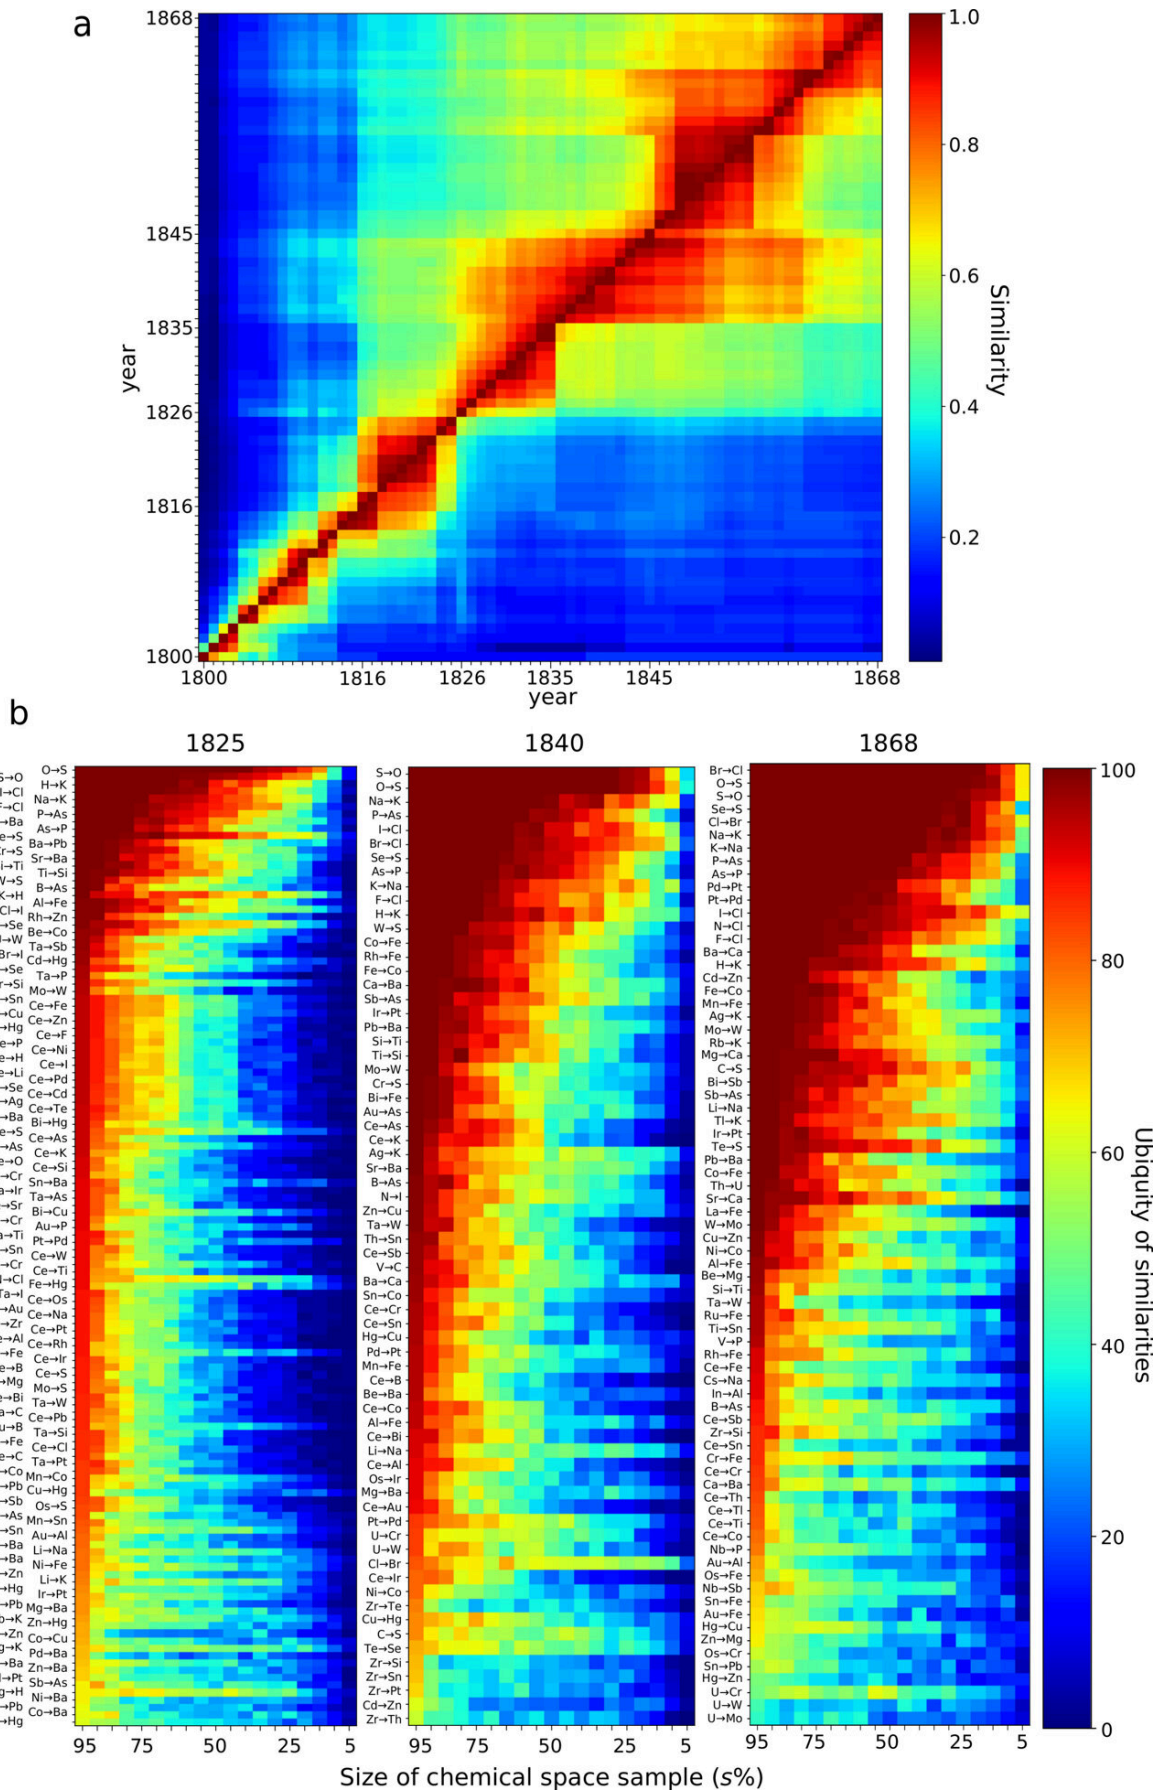 a
1868
1845
1835
1826
1816
1800
year
1800
1816
1826
1835
1845
1868
year
1.0
0.8
0.6
0.4
0.2
Similarity
b
1825
1840
1868
O→S
H→K
Na→K
P→As
As→P
Ba→Pb
Sr→Ba
Ti→Si
B→As
Al→Fe
Rh→Zn
Be→Co
Ta→Sb
Cd→Hg
Ta→P
Mo→W
Ce→Fe
Ce→Zn
Ce→F
Ce→Ni
Ce→I
Ce→Pd
Ce→Cd
Ce→Te
Bi→Hg
Ce→As
Ce→K
Ce→Si
Sn→Ba
Ta→As
Bi→Cu
Au→P
Pt→Pd
Ce→W
Ce→Ti
Fe→Hg
Ce→Os
Ce→Na
Ce→Pt
Ce→Rh
Ce→Ir
Ce→S
Mo→S
Ta→W
Ce→Pb
Ta→Si
Ce→Cl
Ta→Pt
Mn→Co
Cu→Hg
Os→S
Mn→Sn
Au→Al
Li→Na
Ni→Fe
Li→K
Ir→Pt
Mg→Ba
Zn→Hg
Co→Cu
Pd→Ba
Zn→Ba
Sb→As
Ni→Ba
Co→Ba
S→O
O→S
Na→K
P→As
I→Cl
Br→Cl
Se→S
As→P
K→Na
F→Cl
H→K
W→S
Co→Fe
Rh→Fe
Fe→Co
Ca→Ba
Sb→As
Ir→Pt
Pb→Ba
Si→Ti
Ti→Si
Mo→W
Cr→S
Bi→Fe
Au→As
Ce→As
Ce→K
Ag→K
Sr→Ba
B→As
N→I
Zn→Cu
Ta→W
Th→Sn
Ce→Sb
V→C
Ba→Ca
Sn→Co
Ce→Cr
Ce→Sn
Hg→Cu
Pd→Pt
Mn→Fe
Ce→B
Be→Ba
Ce→Co
Al→Fe
Ce→Bi
Li→Na
Ce→Al
Os→Ir
Mg→Ba
Ce→Au
Pt→Pd
U→Cr
U→W
Cl→Br
Ce→Ir
Ni→Co
Zr→Te
Cu→Hg
C→S
Te→Se
Zr→Si
Zr→Sn
Zr→Pt
Cd→Zn
Zr→Th
Br→Cl
O→S
S→O
Se→S
Cl→Br
Na→K
K→Na
P→As
As→P
Pd→Pt
Pt→Pd
I→Cl
N→Cl
F→Cl
Ba→Ca
H→K
Cd→Zn
Fe→Co
Mn→Fe
Ag→K
Mo→W
Rb→K
Mg→Ca
C→S
Bi→Sb
Sb→As
Li→Na
Tl→K
Ir→Pt
Te→S
Pb→Ba
Co→Fe
Th→U
Sr→Ca
La→Fe
W→Mo
Cu→Zn
Ni→Co
Al→Fe
Be→Mg
Si→Ti
Ta→W
Ru→Fe
Ti→Sn
V→P
Rh→Fe
Ce→Fe
Cs→Na
In→Al
B→As
Ce→Sb
Zr→Si
Ce→Sn
Cr→Fe
Ce→Cr
Ca→Ba
Ce→Th
Ce→Tl
Ce→Ti
Ce→Co
Nb→P
Au→Al
Os→Fe
Nb→Sb
Sn→Fe
Au→Fe
Hg→Cu
Zn→Mg
Os→Cr
Sn→Pb
Hg→Zn
U→Cr
U→W
U→Mo
95
50
25
5
95
50
25
5
95
50
25
5
Size of chemical space sample (s%)
100
80
60
40
20
0
Ubiquity of similarities